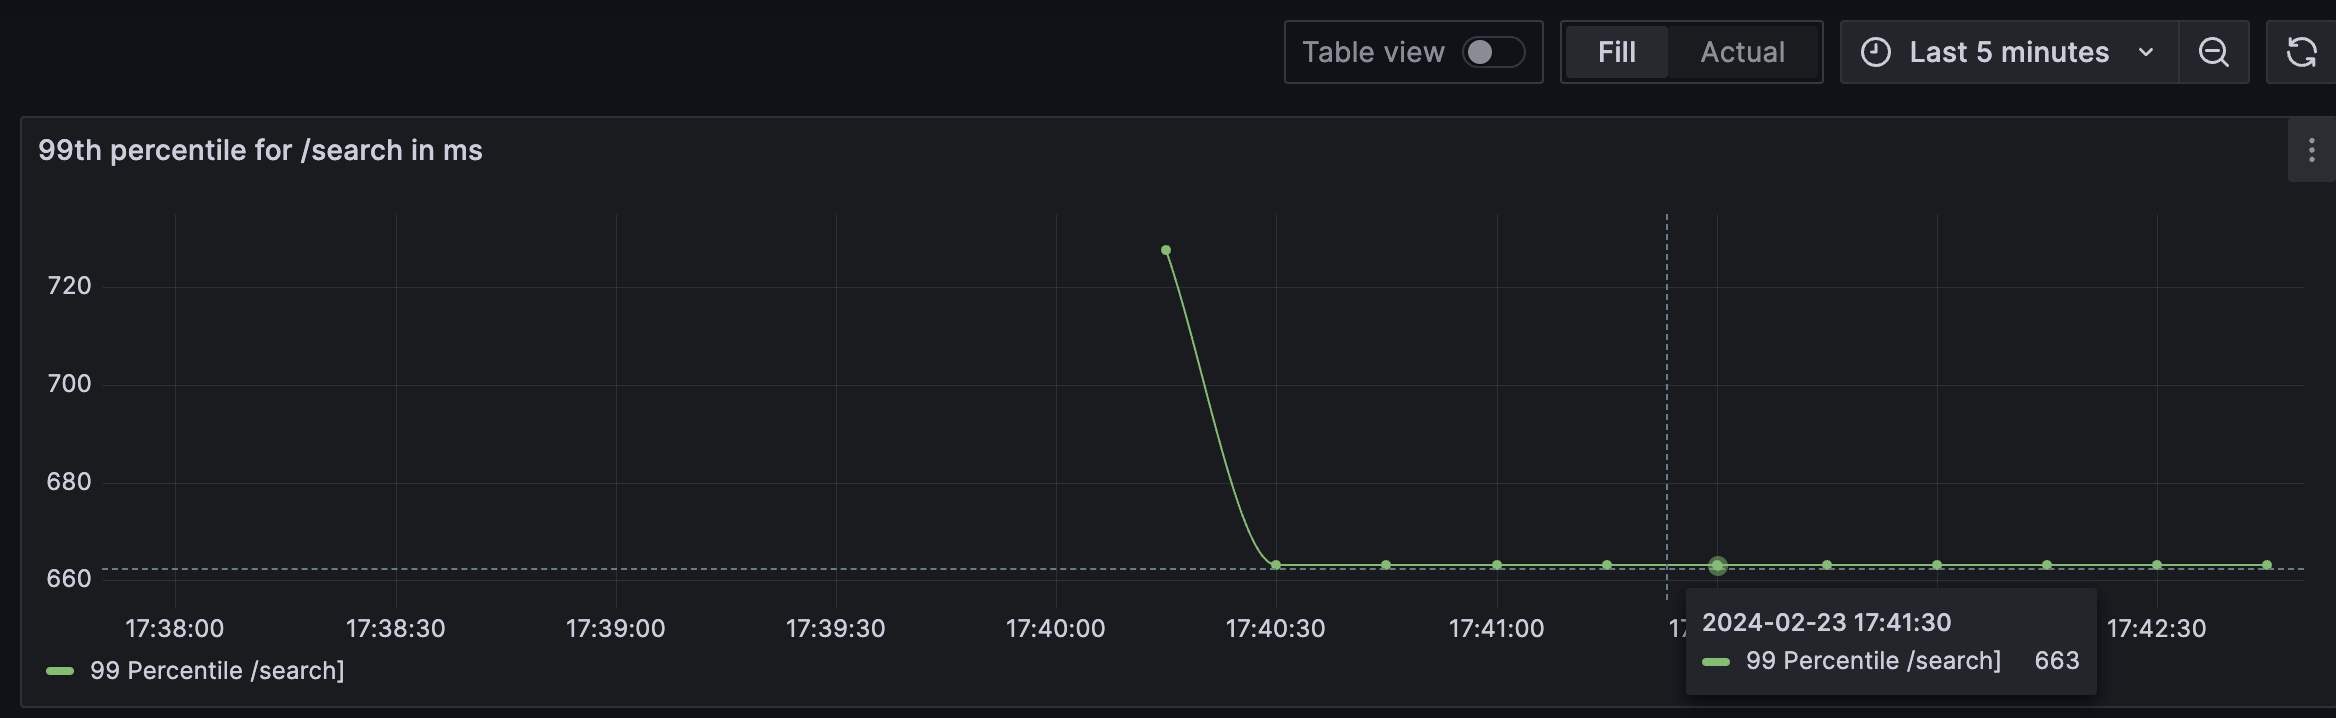 Table view Fill Actual Last 5 minutes
99th percentile for /search in ms
720
700
680
660
17:38:00 17:38:30 17:39:00 17:39:30 17:40:00 17:40:30 17:41:00 17:42:30
2024-02-23 17:41:30
99 Percentile /search] 663
99 Percentile /search]